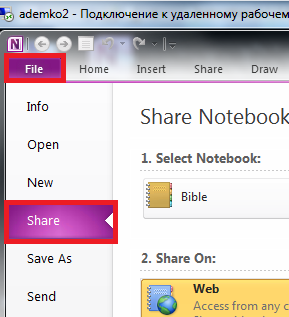 ademko2 - Подключение к удаленному рабочем
File Home Insert Share Draw
Info
Open
New
Share
Save As
Send
Share Notebook
1. Select Notebook:
Bible
2. Share On:
Web
Access from any c